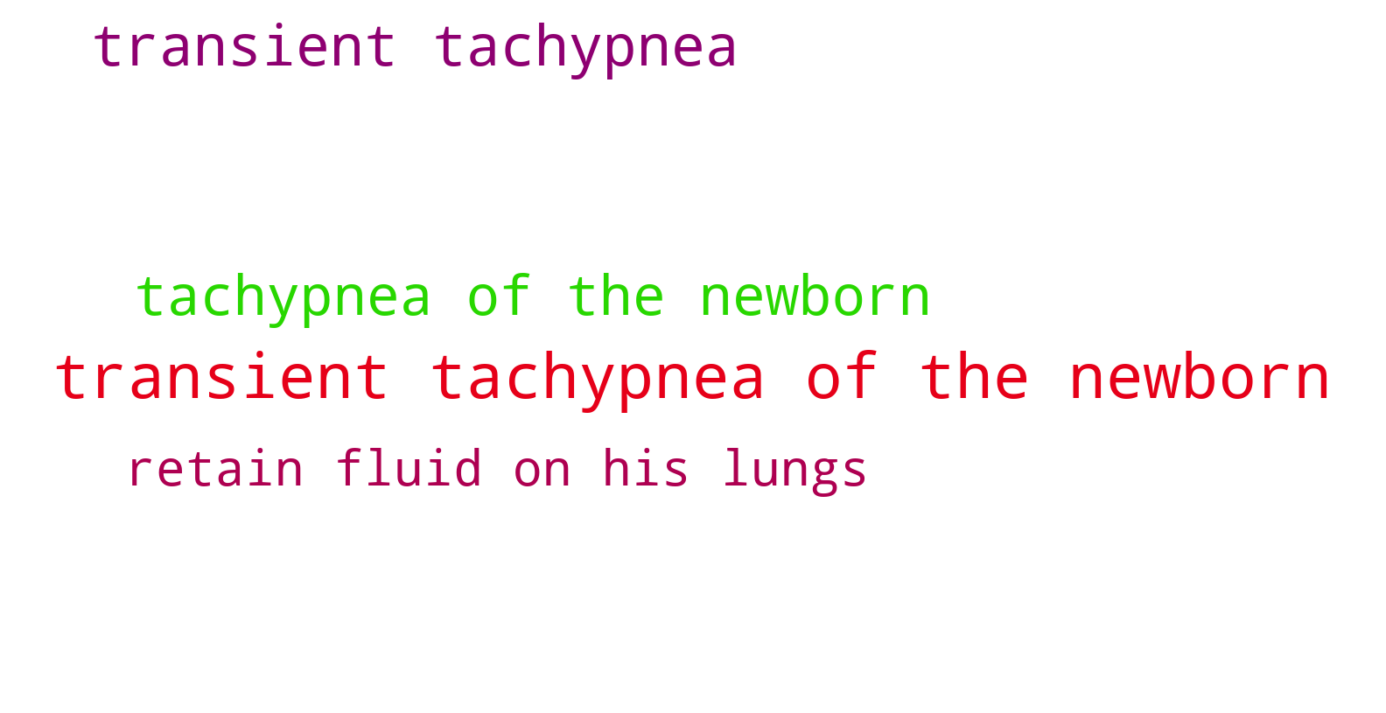 transient tachypnea
tachypnea of the newborn
transient tachypnea of the newborn
retain fluid on his lungs